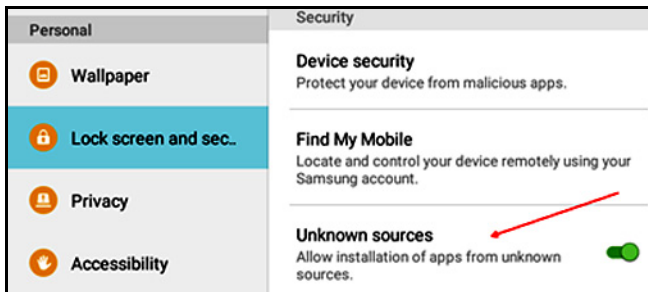 Personal
Wallpaper
Lock screen and sec..
Privacy
Accessibility
Security
Device security
Protect your device from malicious apps.
Find My Mobile
Locate and control your device remotely using your
Samsung account.
Unknown sources
Allow installation of apps from unknown
sources.